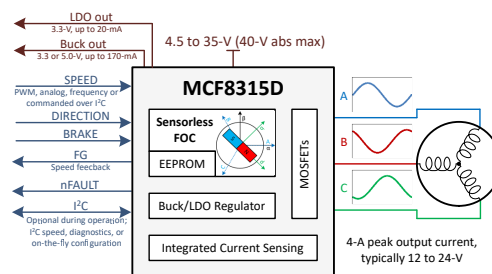 LDO out
3.3-V, up to 20-mA
Buck out
3.3 or 5.0-V, up to 170-mA
4.5 to 35-V (40-V abs max)
SPEED
PWM, analog, frequency or
commanded over I²C
DIRECTION
BRAKE
FG
Speed feecback
nFAULT
I²C
Optional during operation;
I²C speed, diagnostics, or
on-the-fly configuration
MCF8315D
Sensorless
FOC
EEPROM
MOSFETs
Buck/LDO Regulator
Integrated Current Sensing
A
B
C
4-A peak output current,
typically 12 to 24-V